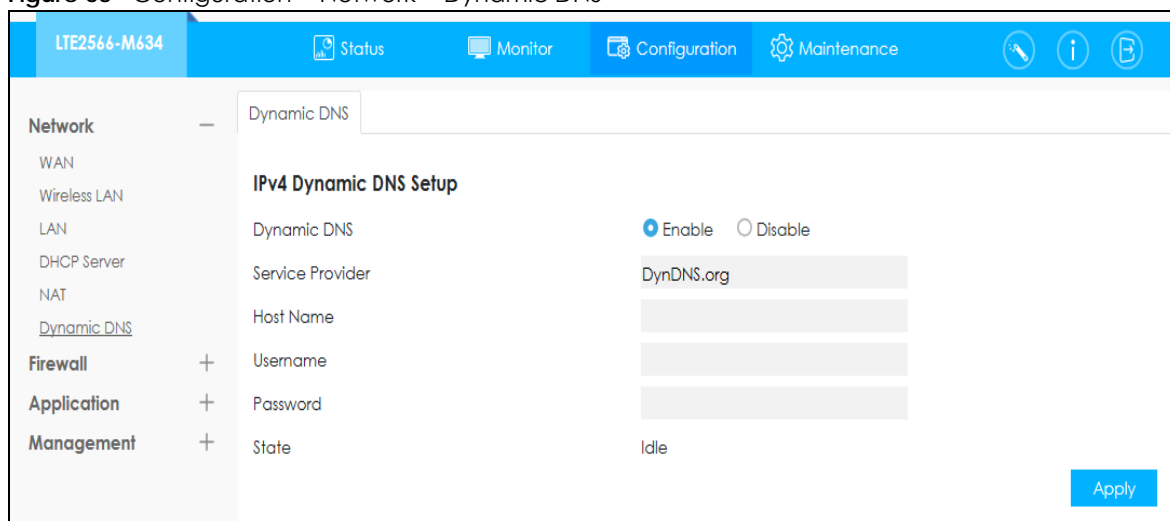 LTE2566-M634
Status
Monitor
Configuration
Maintenance
Network
WAN
Wireless LAN
LAN
DHCP Server
NAT
Dynamic DNS
Firewall
Application
Management
Dynamic DNS
IPv4 Dynamic DNS Setup
Dynamic DNS Enable Disable
Service Provider DynDNS.org
Host Name
Username
Password
State Idle
Apply